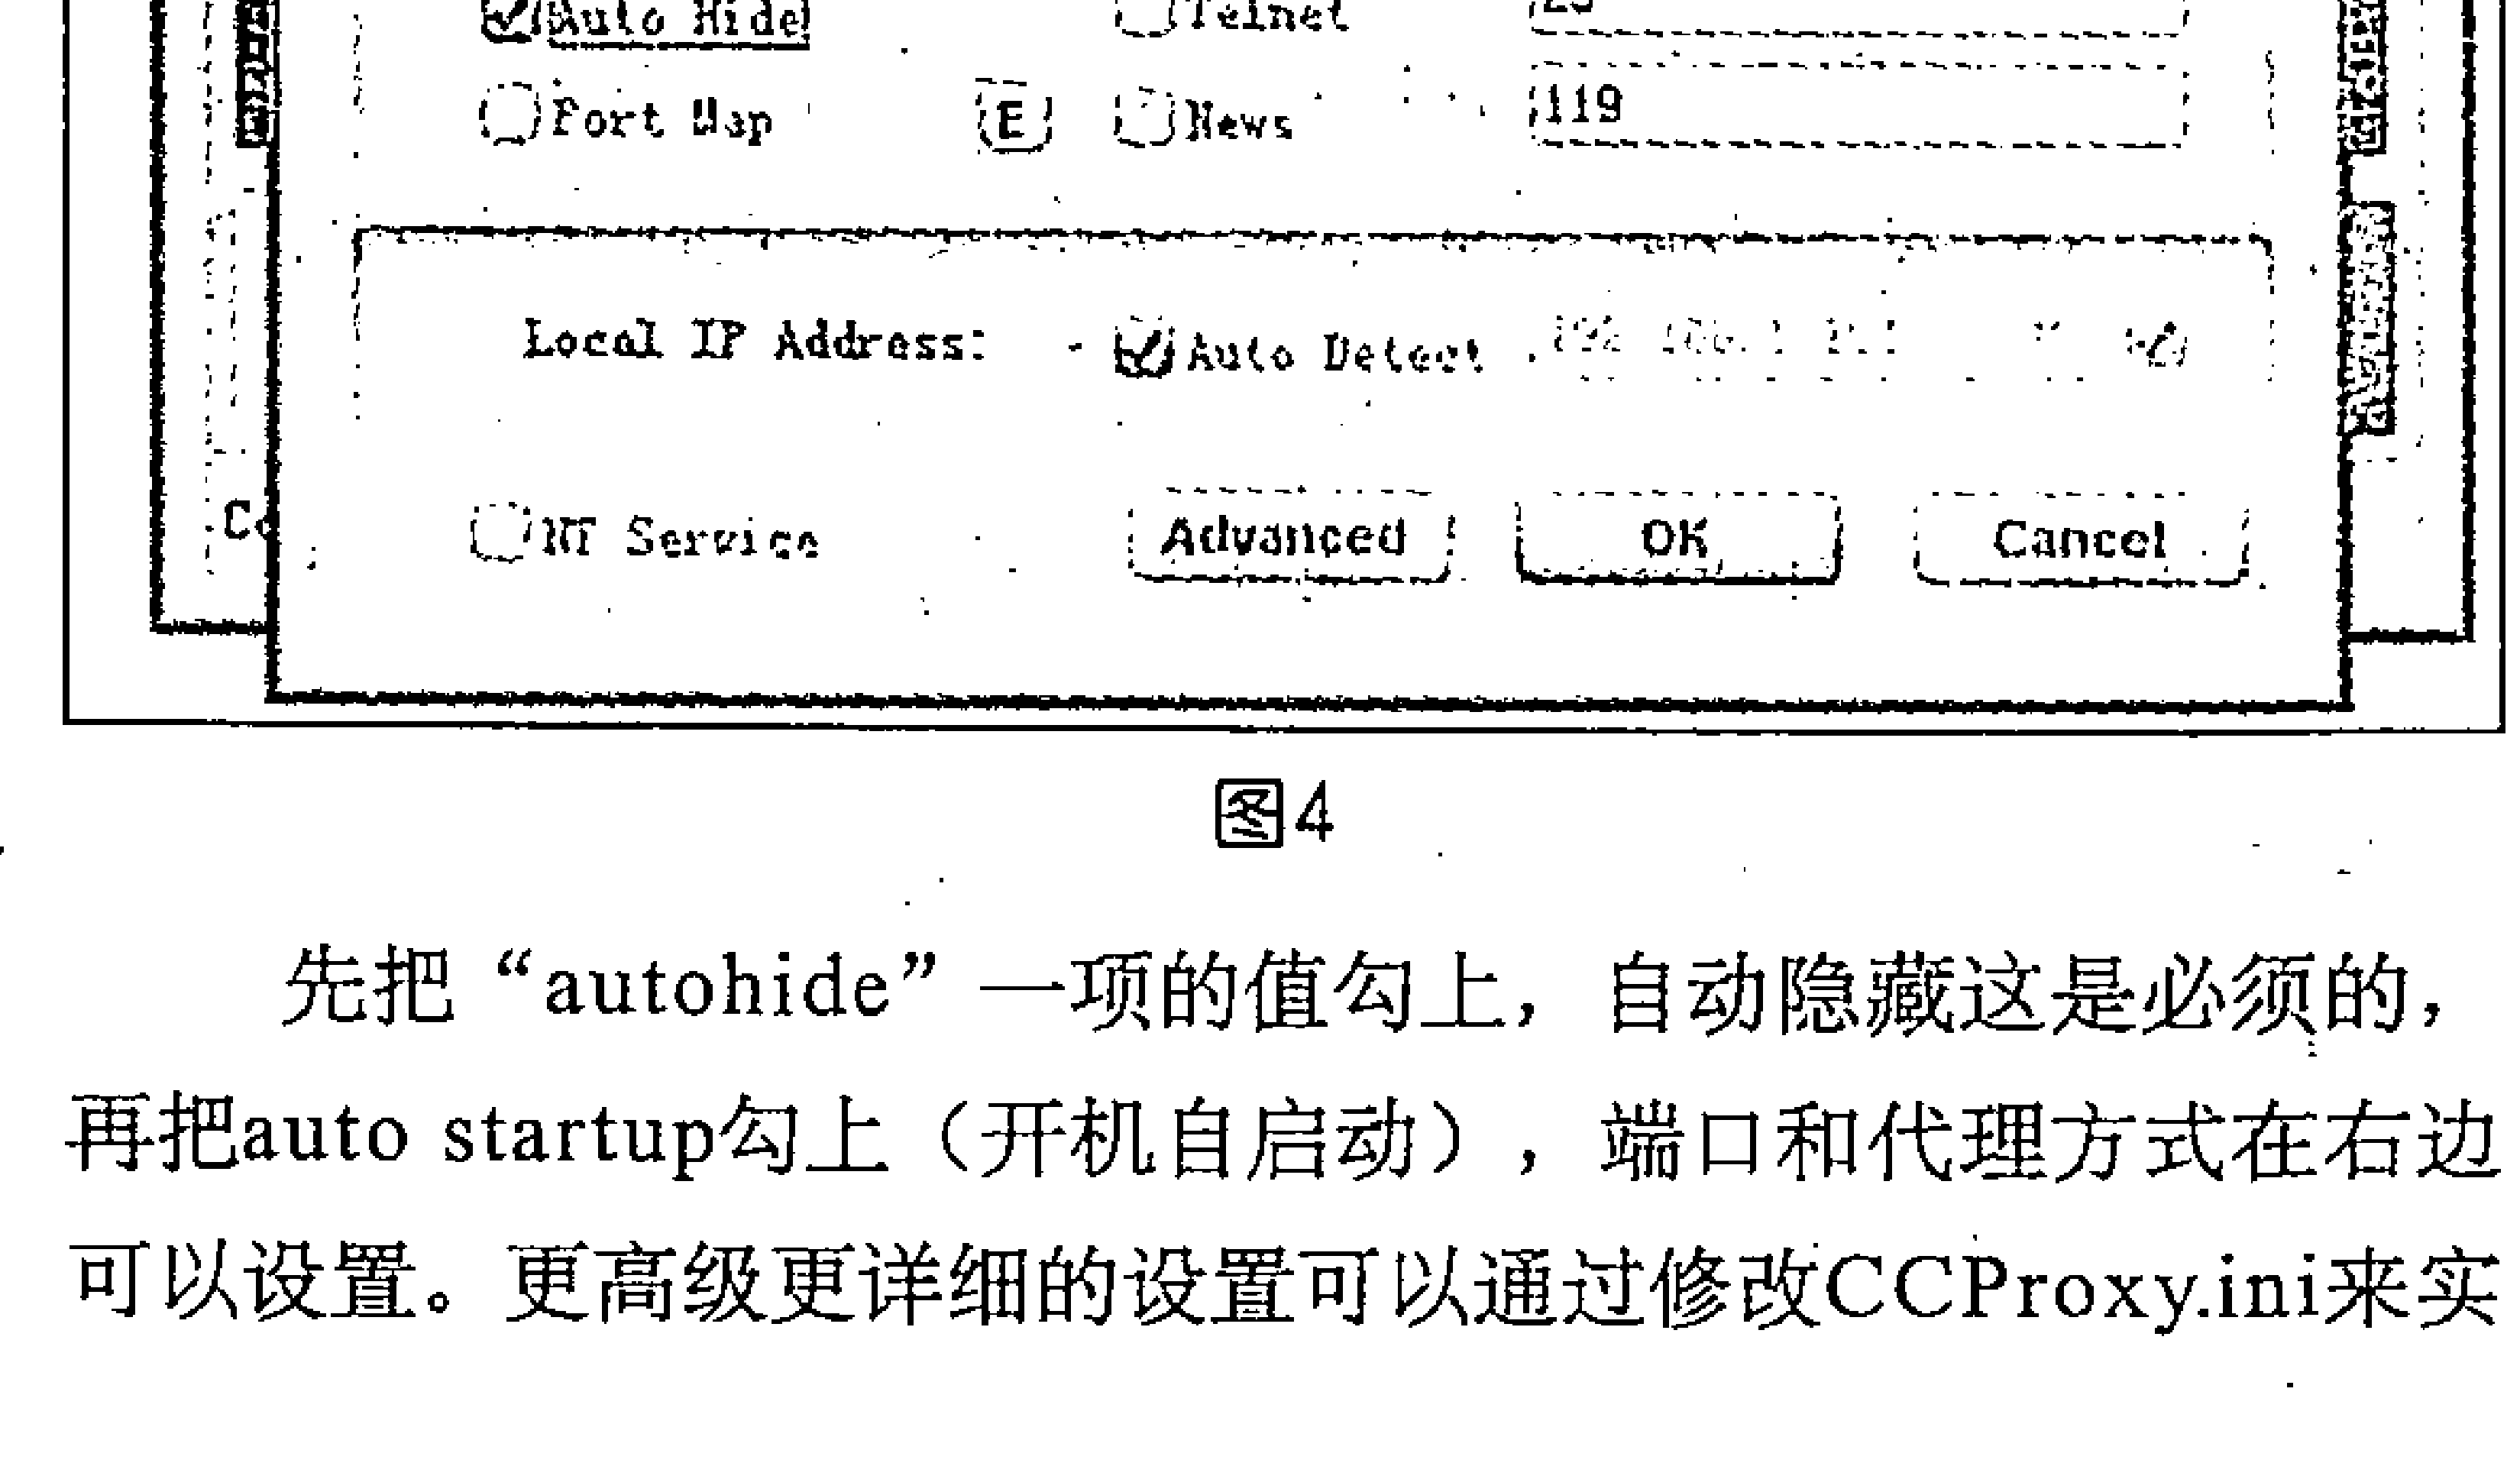 Auto Hide Telnet
Port Map E News 119
Local IP Address: Auto Detect
NT Service Advanced OK Cancel
图4
先把“autohide”一项的值勾上，自动隐藏这是必须的，
再把auto startup勾上（开机自启动），端口和代理方式在右边
可以设置。更高级更详细的设置可以通过修改CCProxy.ini来实